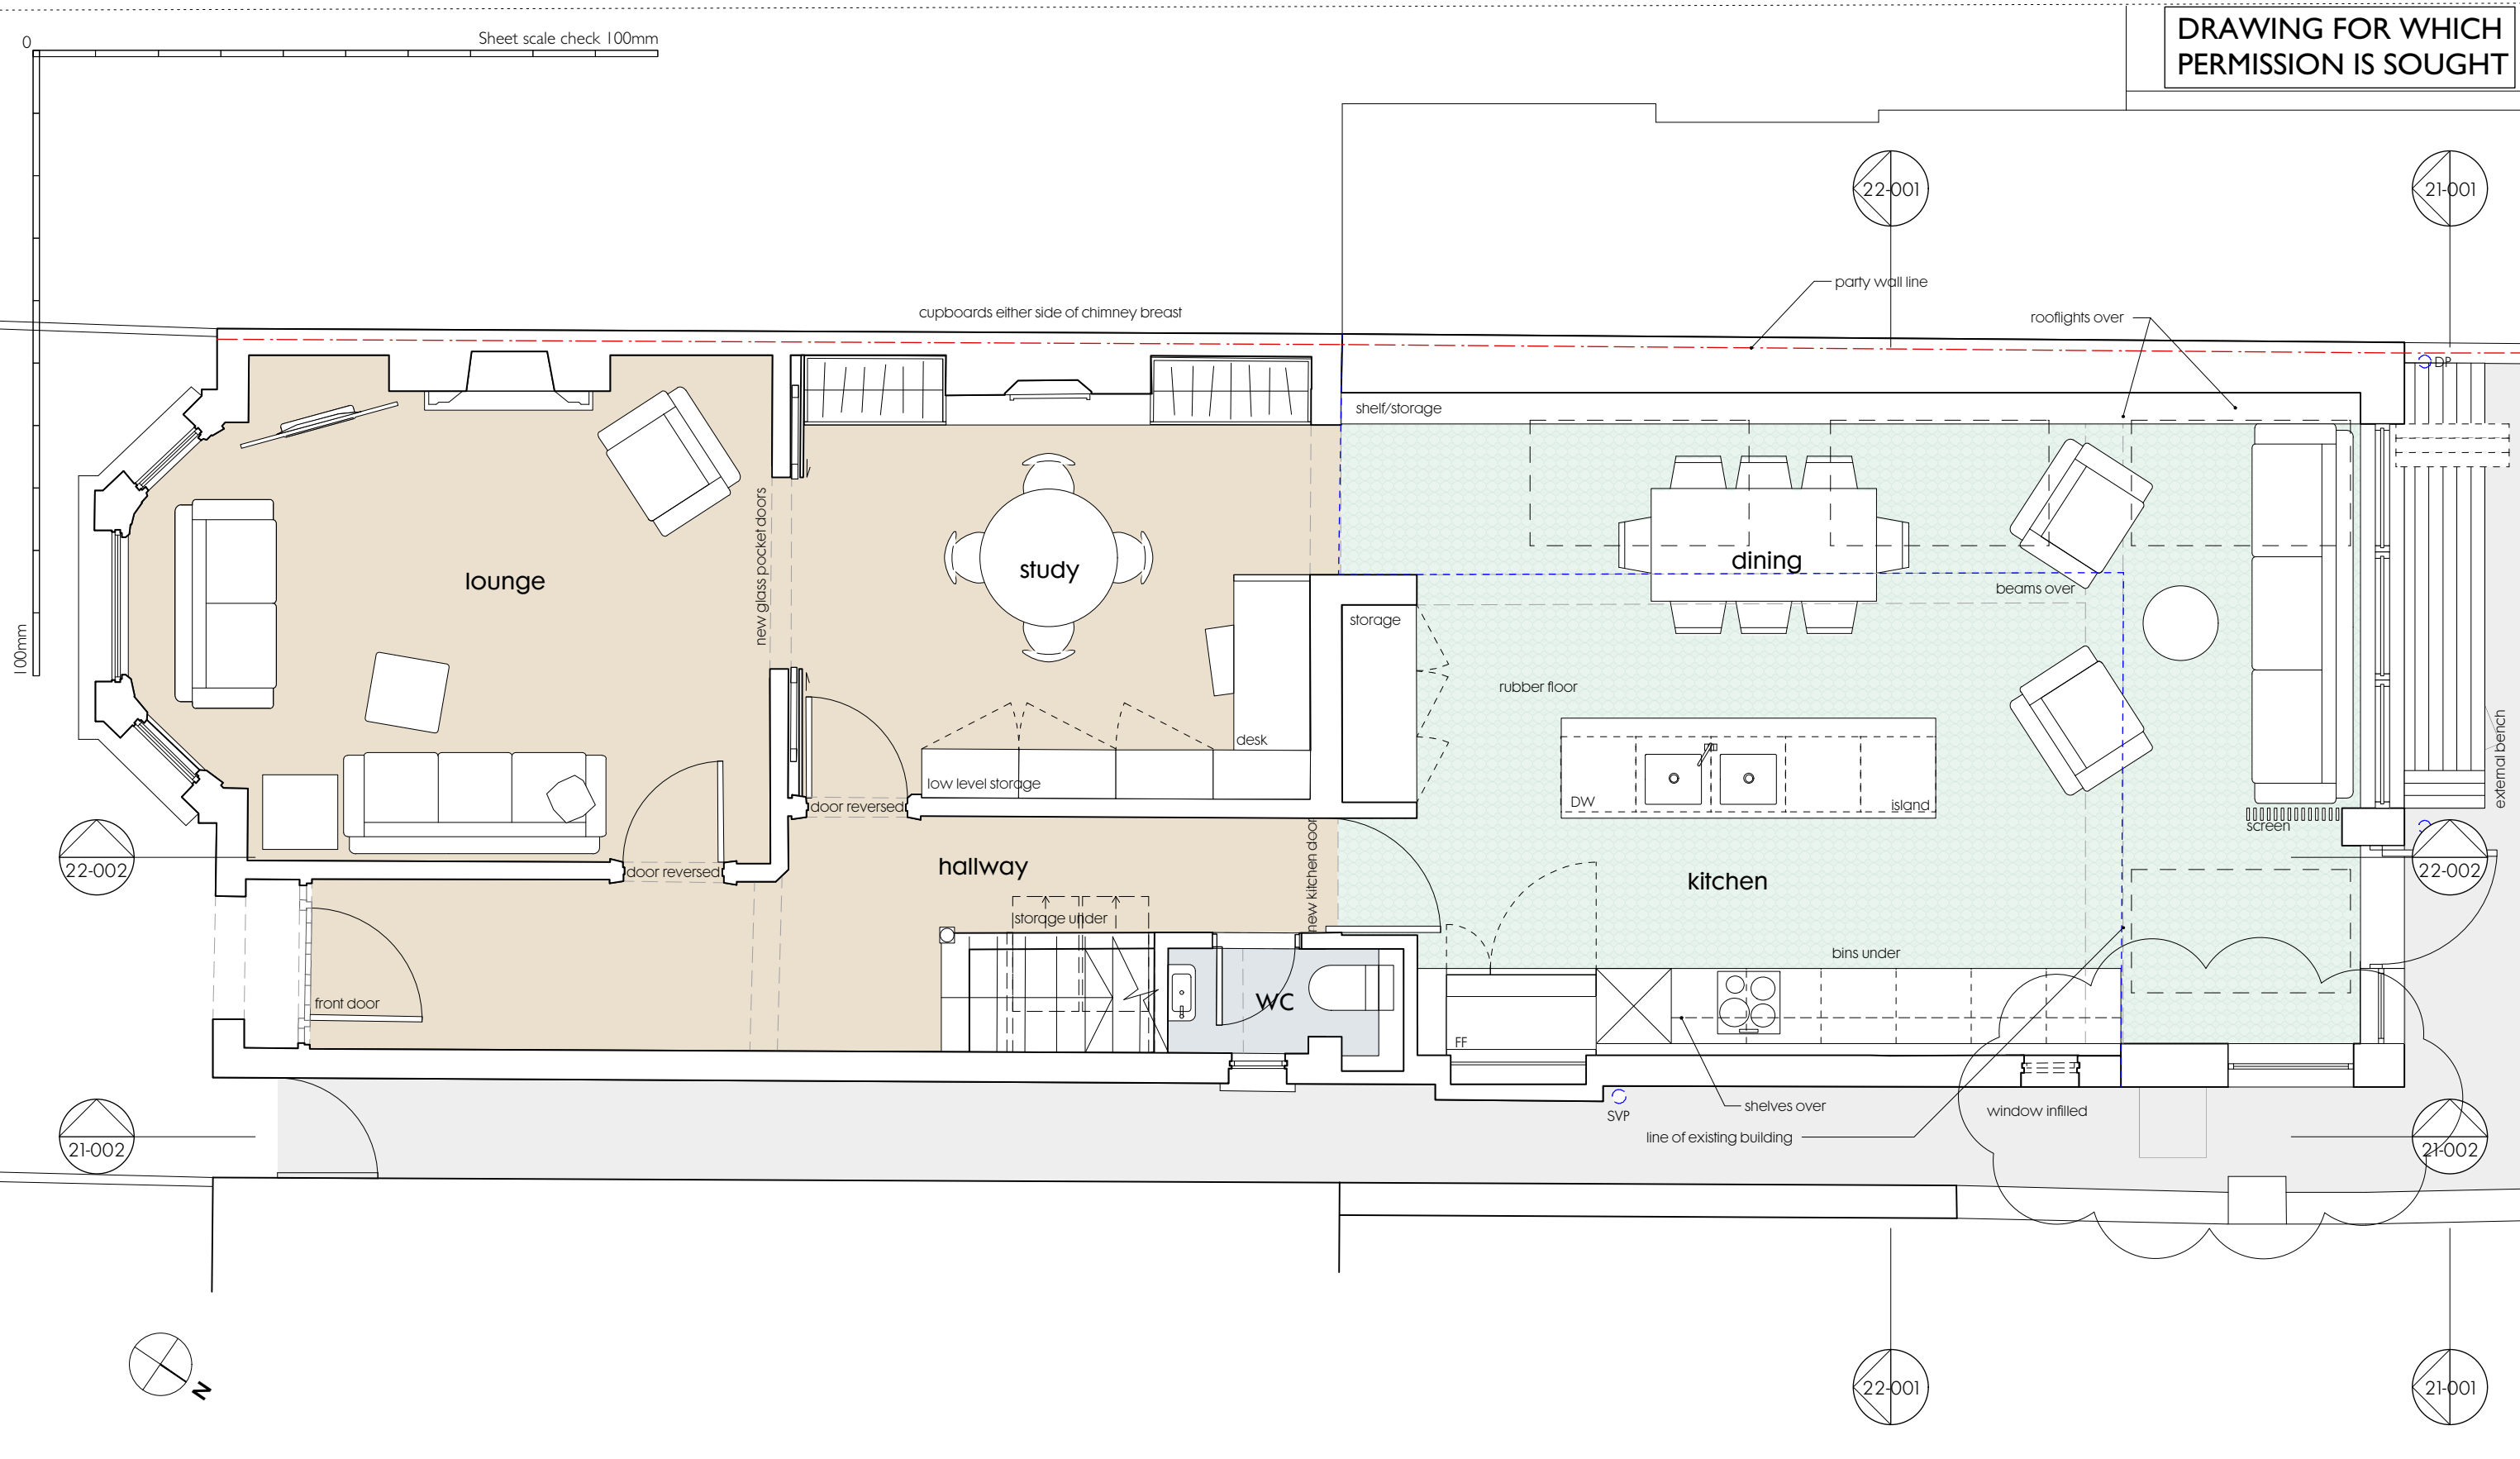 DRAWING FOR WHICH
PERMISSION IS SOUGHT
0
Sheet scale check 100mm
100mm
22-001
21-001
party wall line
cupboards either side of chimney breast
rooflights over
DP
shelf/storage
new glass pocket doors
lounge
study
dining
beams over
storage
rubber floor
desk
low level storage
door reversed
DW
island
external bench
screen
22-002
door reversed
hallway
new kitchen door
kitchen
22-002
storage under
bins under
front door
WC
FF
SVP
shelves over
window infilled
line of existing building
21-002
21-002
N
22-001
21-001